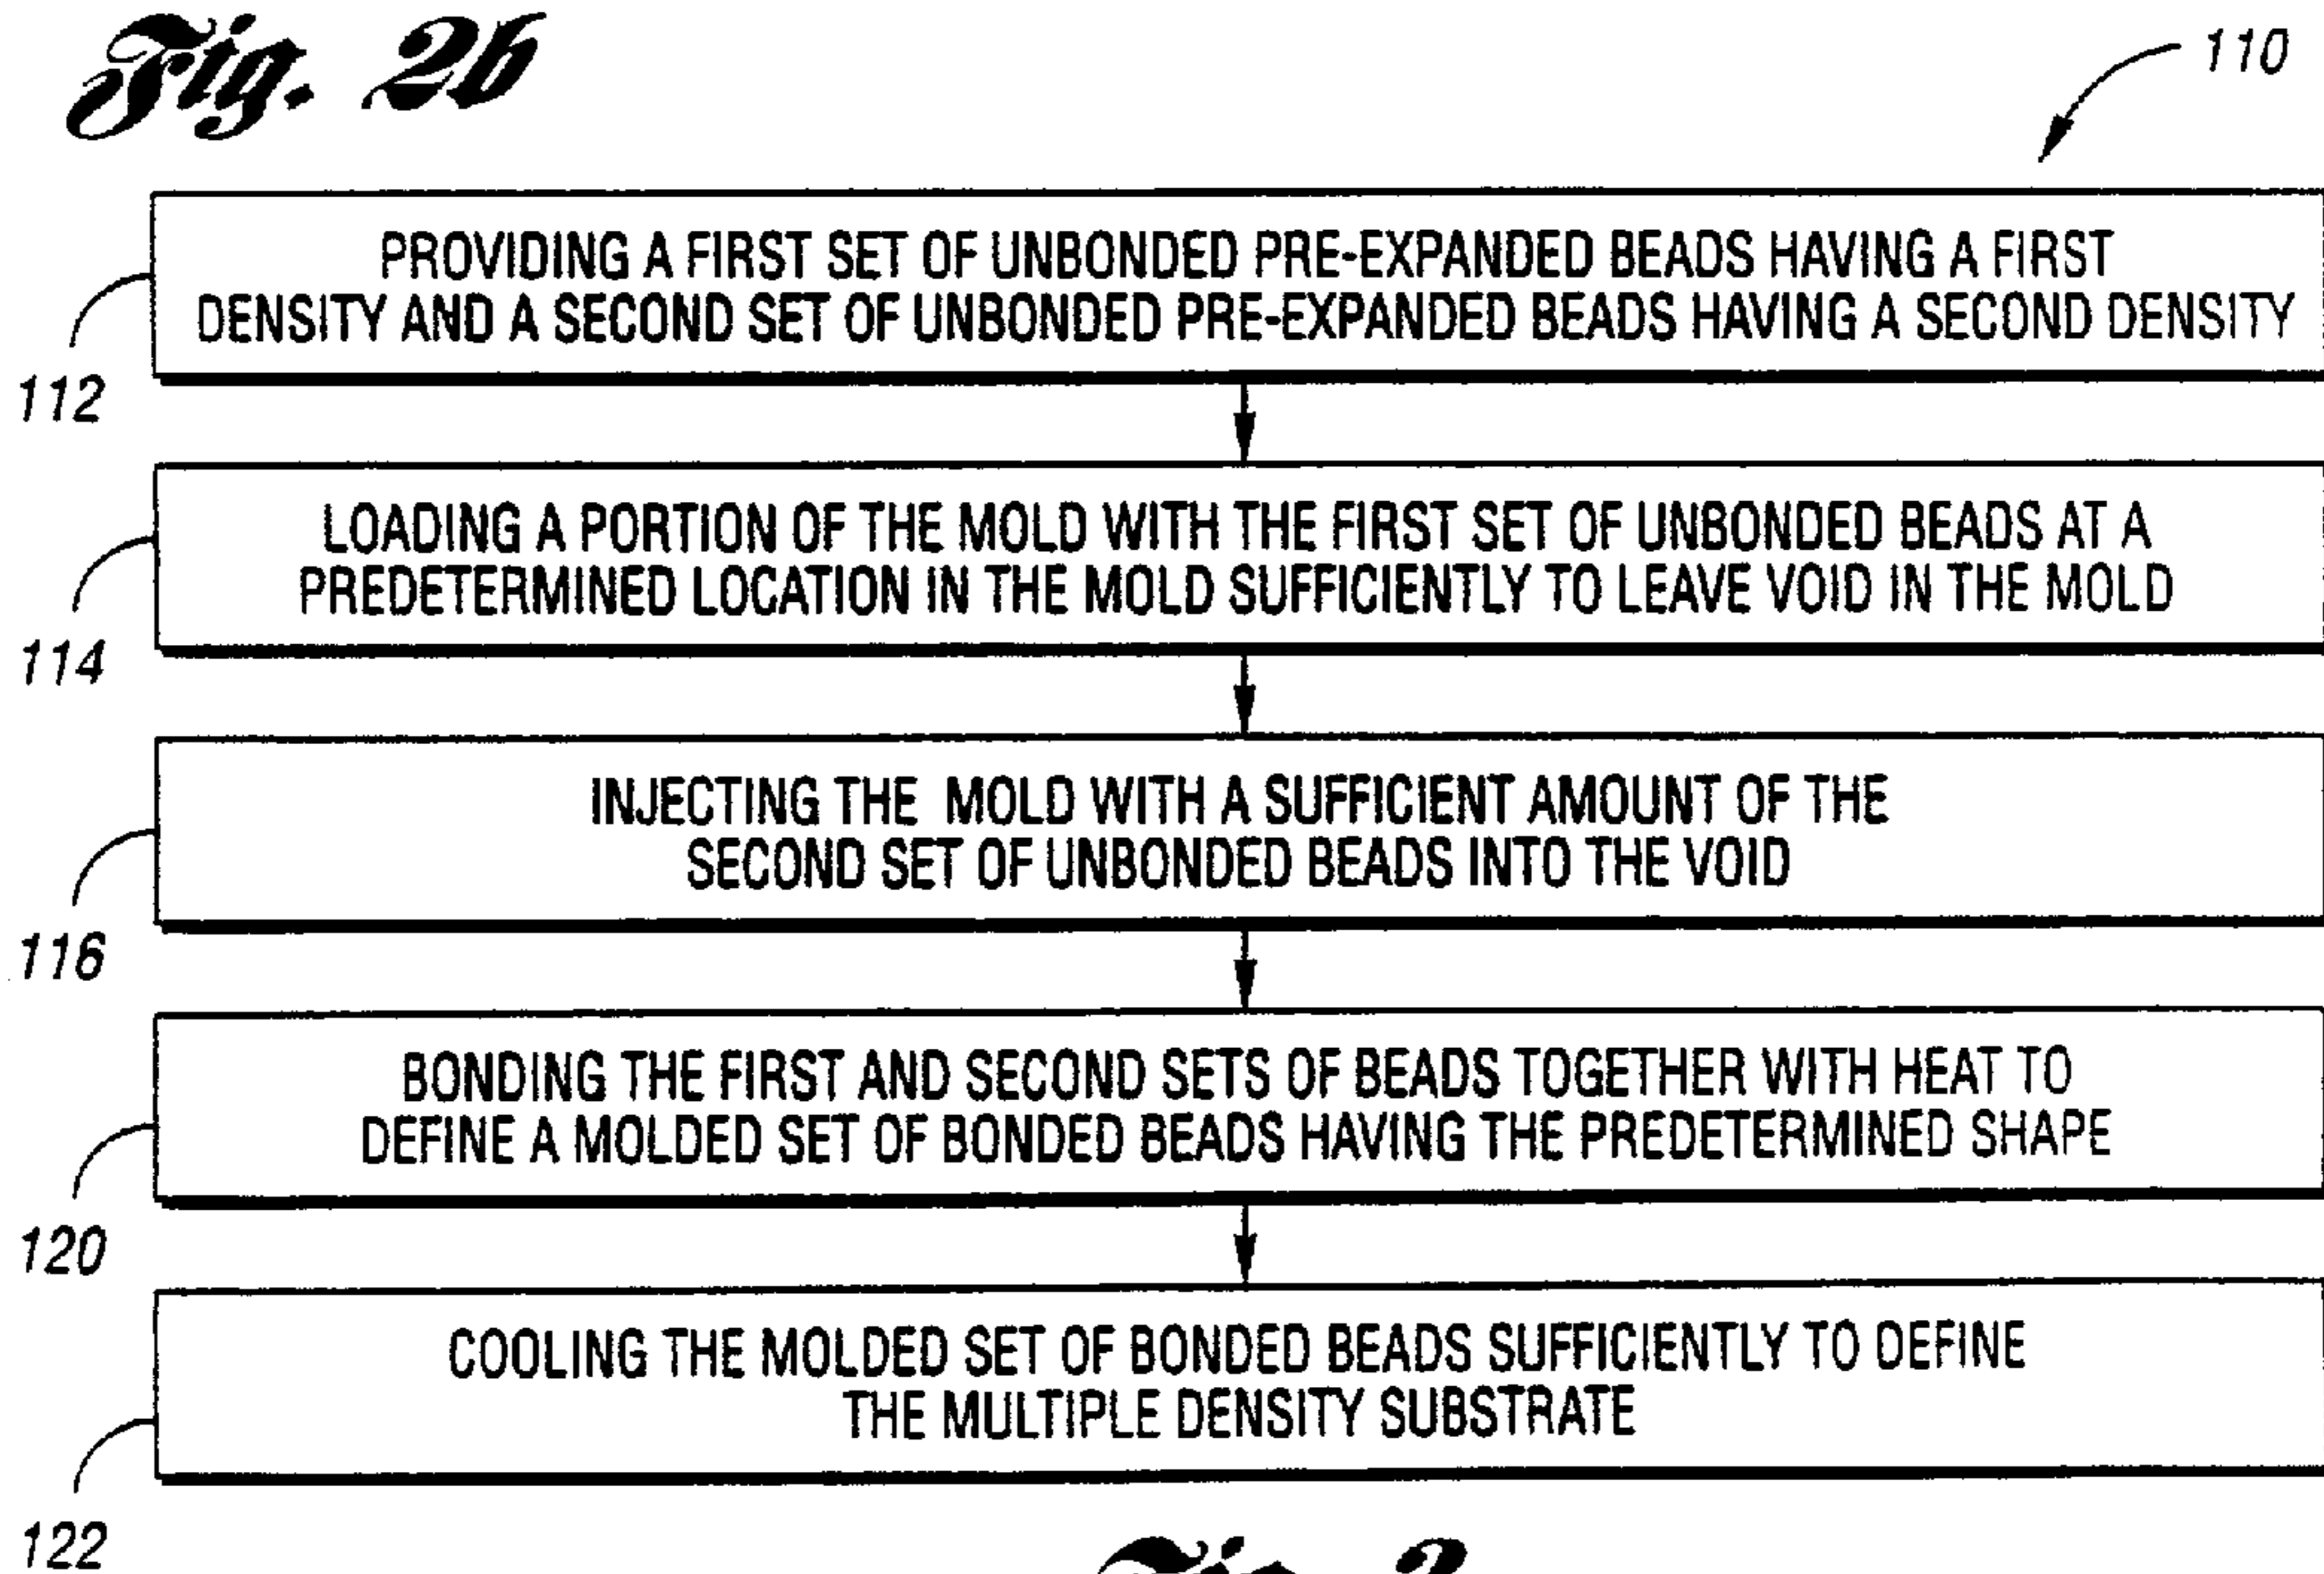 Fig. 2b
110
PROVIDING A FIRST SET OF UNBONDED PRE-EXPANDED BEADS HAVING A FIRST
DENSITY AND A SECOND SET OF UNBONDED PRE-EXPANDED BEADS HAVING A SECOND DENSITY
112
LOADING A PORTION OF THE MOLD WITH THE FIRST SET OF UNBONDED BEADS AT A
PREDETERMINED LOCATION IN THE MOLD SUFFICIENTLY TO LEAVE VOID IN THE MOLD
114
INJECTING THE MOLD WITH A SUFFICIENT AMOUNT OF THE
SECOND SET OF UNBONDED BEADS INTO THE VOID
116
BONDING THE FIRST AND SECOND SETS OF BEADS TOGETHER WITH HEAT TO
DEFINE A MOLDED SET OF BONDED BEADS HAVING THE PREDETERMINED SHAPE
120
COOLING THE MOLDED SET OF BONDED BEADS SUFFICIENTLY TO DEFINE
THE MULTIPLE DENSITY SUBSTRATE
122